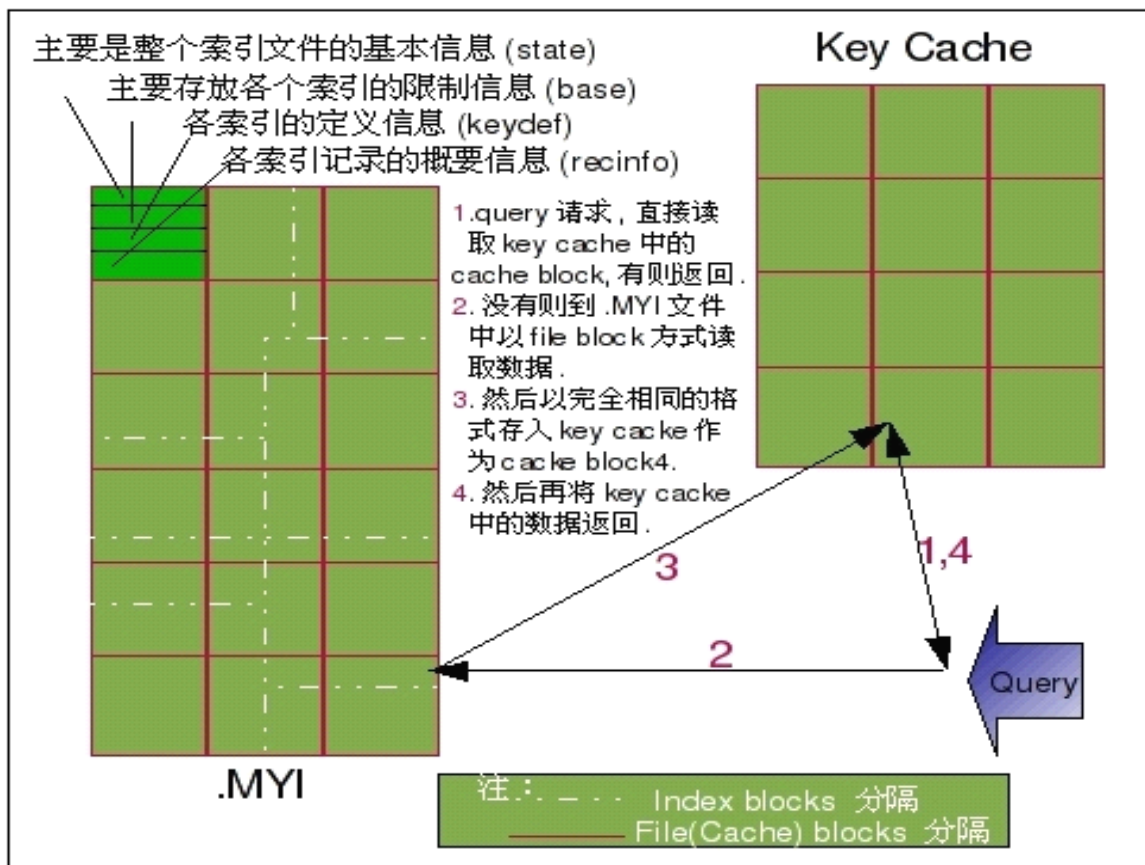 主要是整个索引文件的基本信息 (state)
主要存放各个索引的限制信息 (base)
各索引的定义信息 (keydef)
各索引记录的概要信息 (recinfo)
Key Cache
1.query 请求, 直接读
取 key cache 中的
cache block, 有则返回.
2. 没有则到 .MYI 文件
中以 file block 方式读
取数据.
3. 然后以完全相同的格
式存入 key cacke 作
为 cacke block4.
4. 然后再将 key cacke
中的数据返回.
3
1,4
2
Query
.MYI
注:
Index blocks 分隔
File(Cache) blocks 分隔